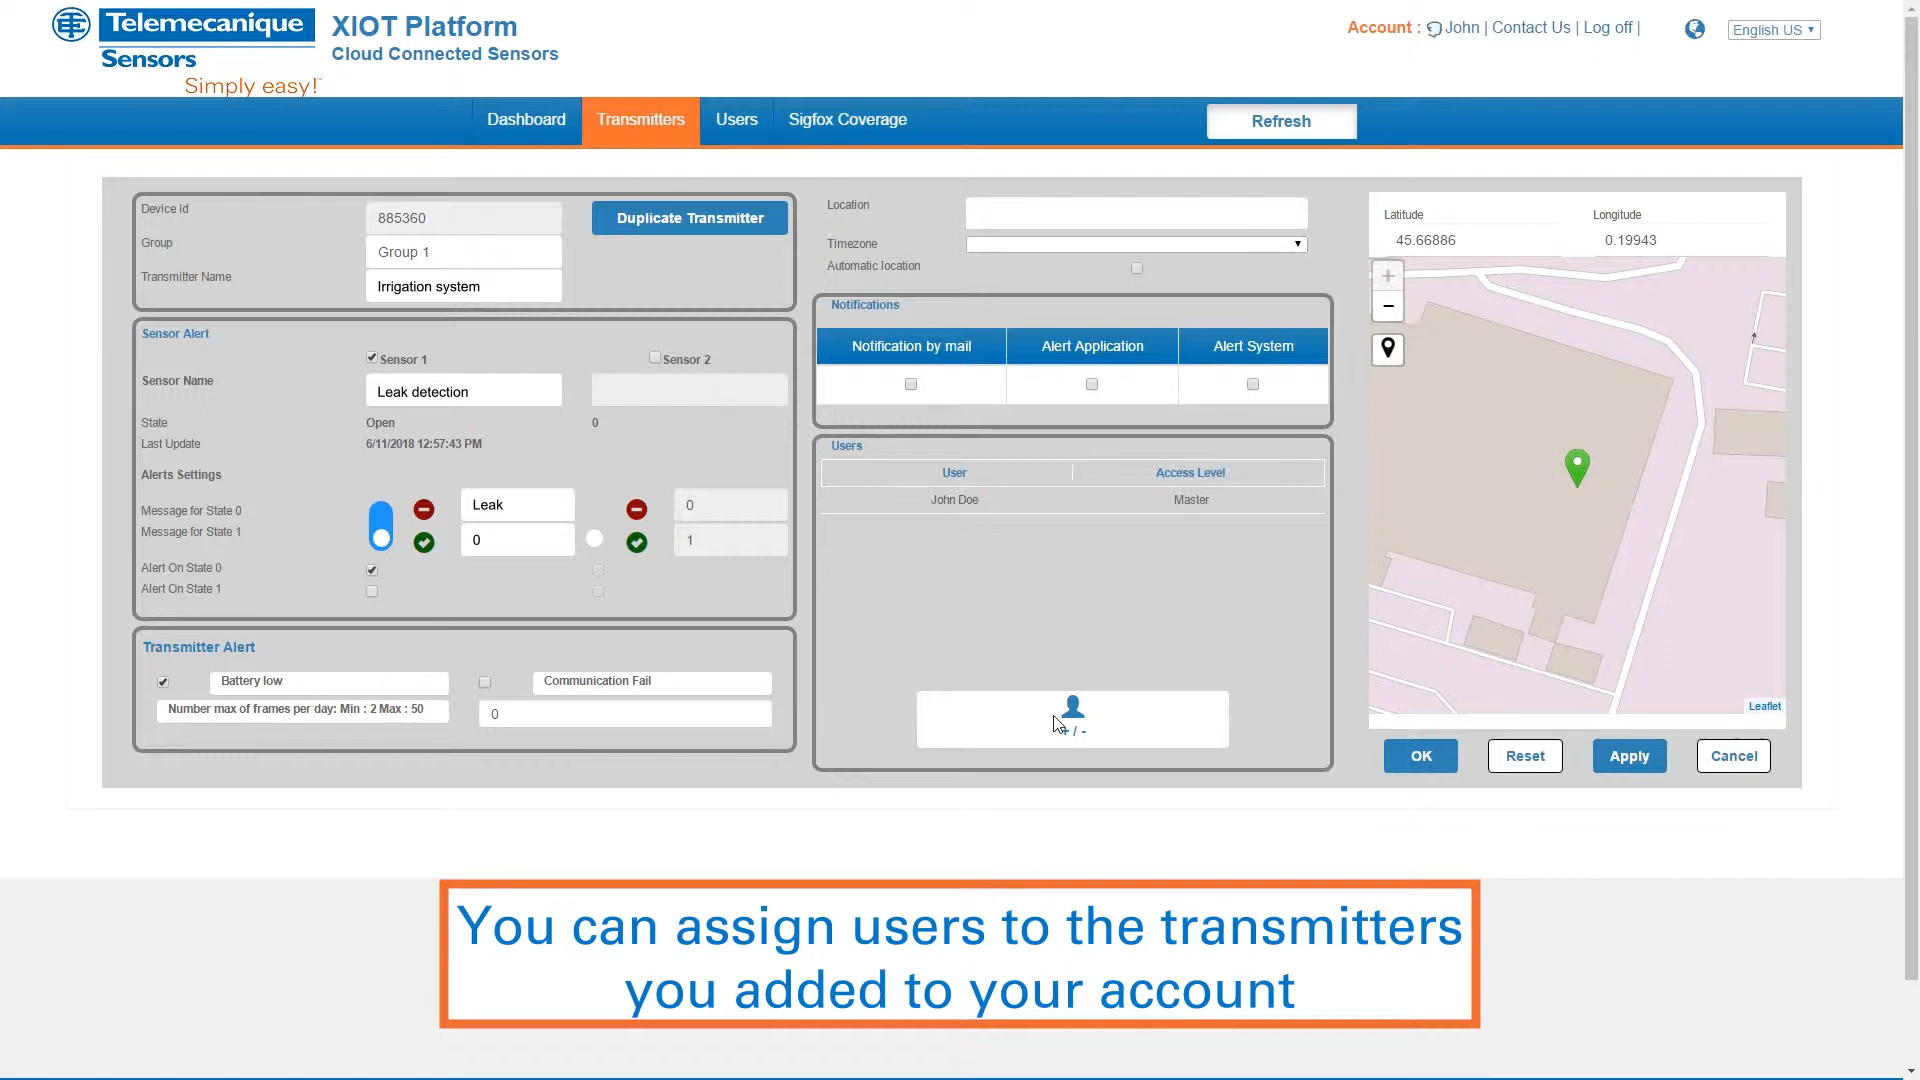 Telemecanique
Sensors
Simply easy!™
XIOT Platform
Cloud Connected Sensors
Account : John | Contact Us | Log off |
English US
Dashboard
Transmitters
Users
Sigfox Coverage
Refresh
Device Id
885360
Duplicate Transmitter
Group
Group 1
Transmitter Name
Irrigation system
Sensor Alert
Sensor 1
Sensor 2
Sensor Name
Leak detection
State
Open
0
Last Update
6/11/2018 12:57:43 PM
Alerts Settings
Message for State 0
Leak
0
Message for State 1
0
1
Alert On State 0
Alert On State 1
Transmitter Alert
Battery low
Communication Fail
Number max of frames per day: Min : 2 Max : 50
0
Location
Timezone
Automatic location
Notifications
Notification by mail
Alert Application
Alert System
Users
User
Access Level
John Doe
Master
+ / -
Latitude
Longitude
45.66886
0.19943
+
−
Leaflet
OK
Reset
Apply
Cancel
You can assign users to the transmitters
you added to your account